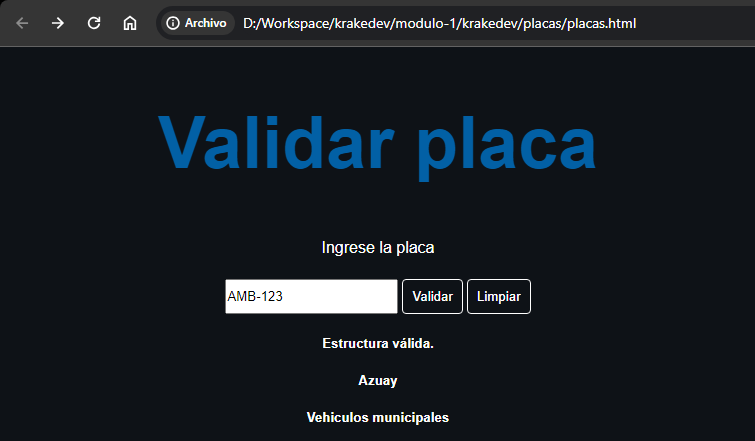 Archivo D:/Workspace/krakedev/modulo-1/krakedev/placas/placas.html
Validar placa
Ingrese la placa
AMB-123 Validar Limpiar
Estructura válida.
Azuay
Vehiculos municipales